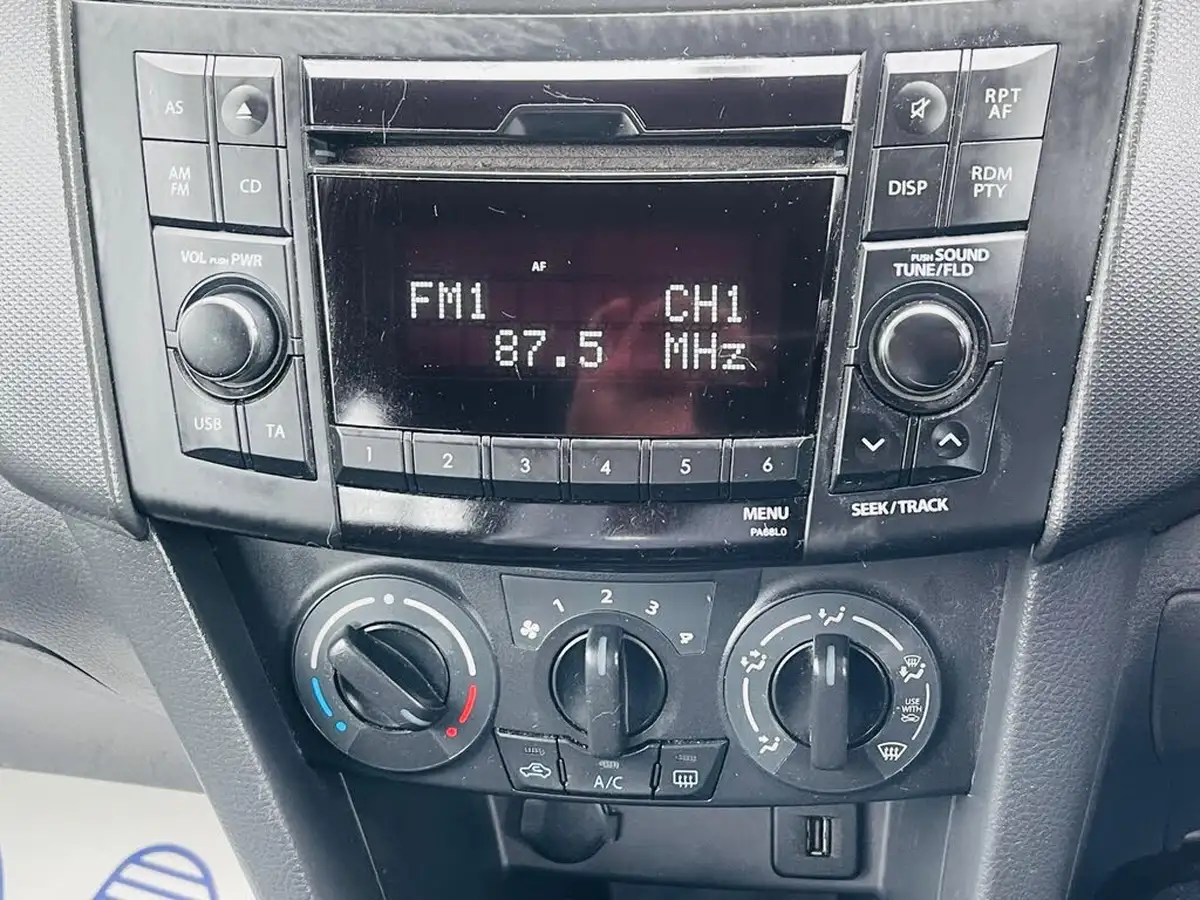 AS
AM
FM
CD
RPT
AF
DISP
RDM
PTY
VOL PUSH PWR
PUSH SOUND
TUNE/FLD
AF
FM1 CH1
87.5 MHz
USB
TA
1 2 3 4 5 6
MENU
PA68L0
SEEK/TRACK
1 2 3
USE
WITH
A/C